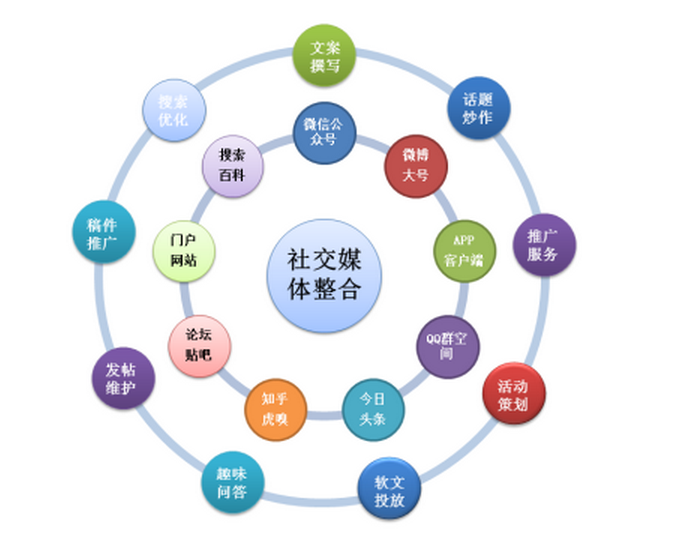 文案
撰写
话题
炒作
推广
服务
活动
策划
软文
投放
趣味
问答
发帖
维护
稿件
推广
搜索
优化
微信公
众号
微博
大号
APP
客户端
QQ群空
间
今日
头条
知乎
虎嗅
论坛
贴吧
门户
网站
搜索
百科
社交媒
体整合